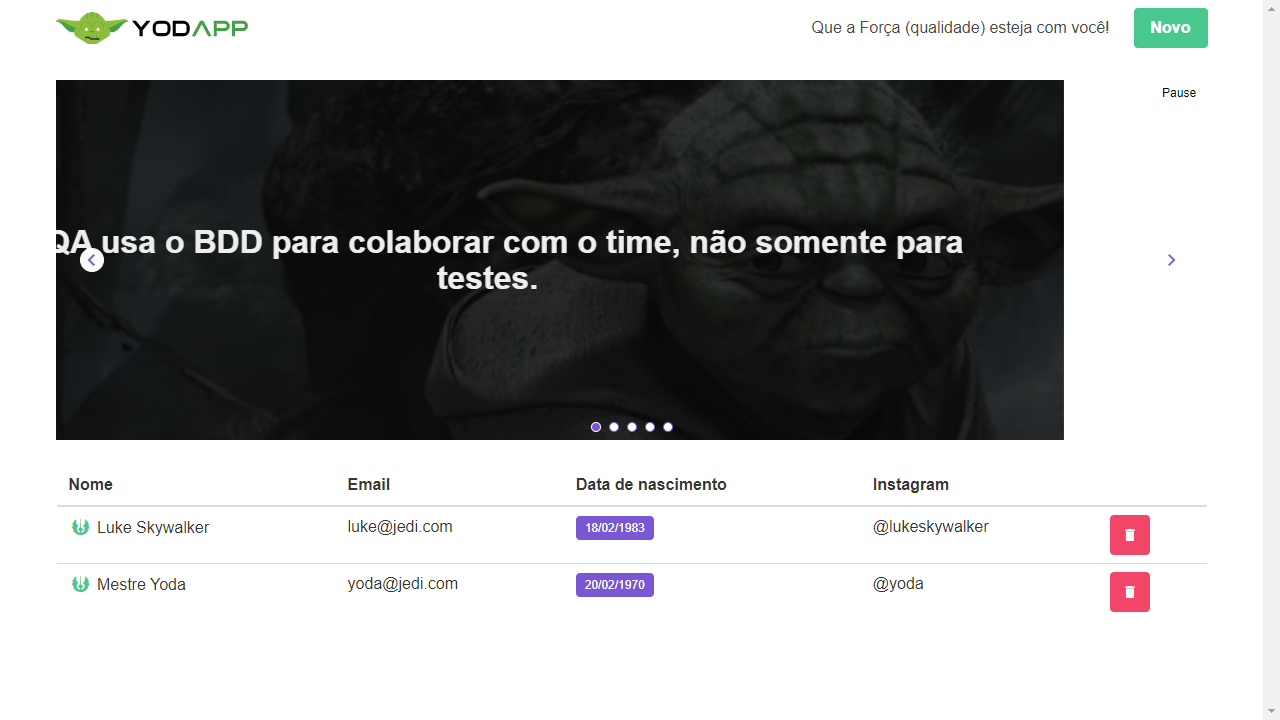 YODAPP
Que a Força (qualidade) esteja com você!
Novo
Pause
QA usa o BDD para colaborar com o time, não somente para
testes.
Nome Email Data de nascimento Instagram
Luke Skywalker luke@jedi.com 18/02/1983 @lukeskywalker
Mestre Yoda yoda@jedi.com 20/02/1970 @yoda